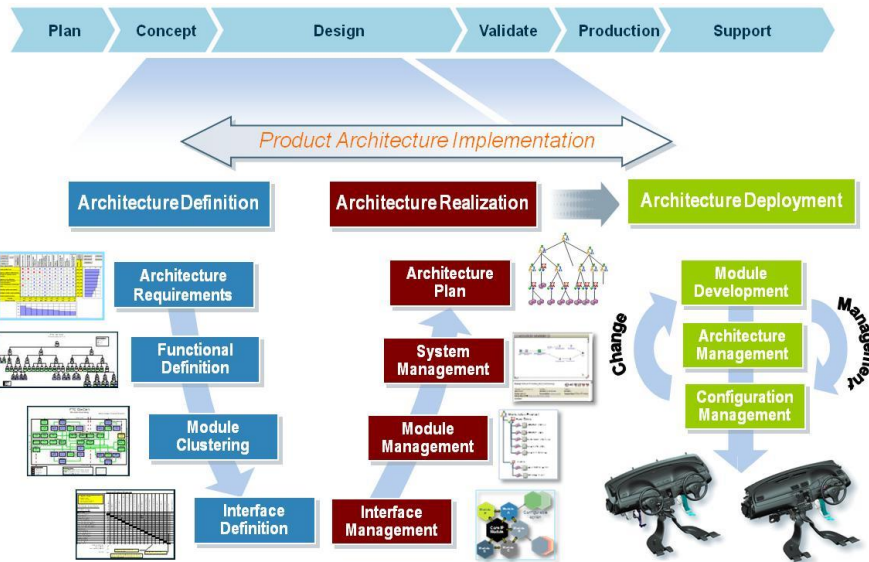 Plan
Concept
Design
Validate
Production
Support
Product Architecture Implementation
Architecture Definition
Architecture Realization
Architecture Deployment
Architecture
Requirements
Functional
Definition
Module
Clustering
Interface
Definition
Architecture
Plan
System
Management
Module
Management
Interface
Management
Module
Development
Architecture
Management
Configuration
Management
Change
Management